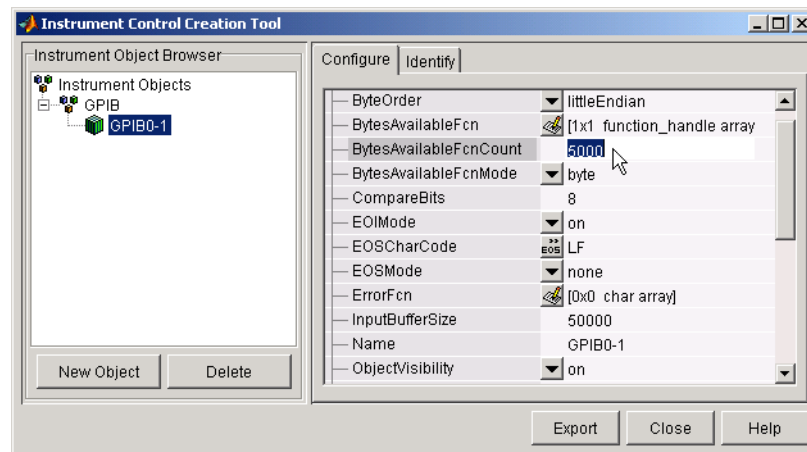 Instrument Control Creation Tool
Instrument Object Browser
Instrument Objects
GPIB
GPIB0-1
New Object Delete
Configure Identify
ByteOrder littleEndian
BytesAvailableFcn [1x1 function_handle array
BytesAvailableFcnCount 5000
BytesAvailableFcnMode byte
CompareBits 8
EOIMode on
EOSCharCode EOS LF
EOSMode none
ErrorFcn [0x0 char array]
InputBufferSize 50000
Name GPIB0-1
ObjectVisibility on
Export Close Help